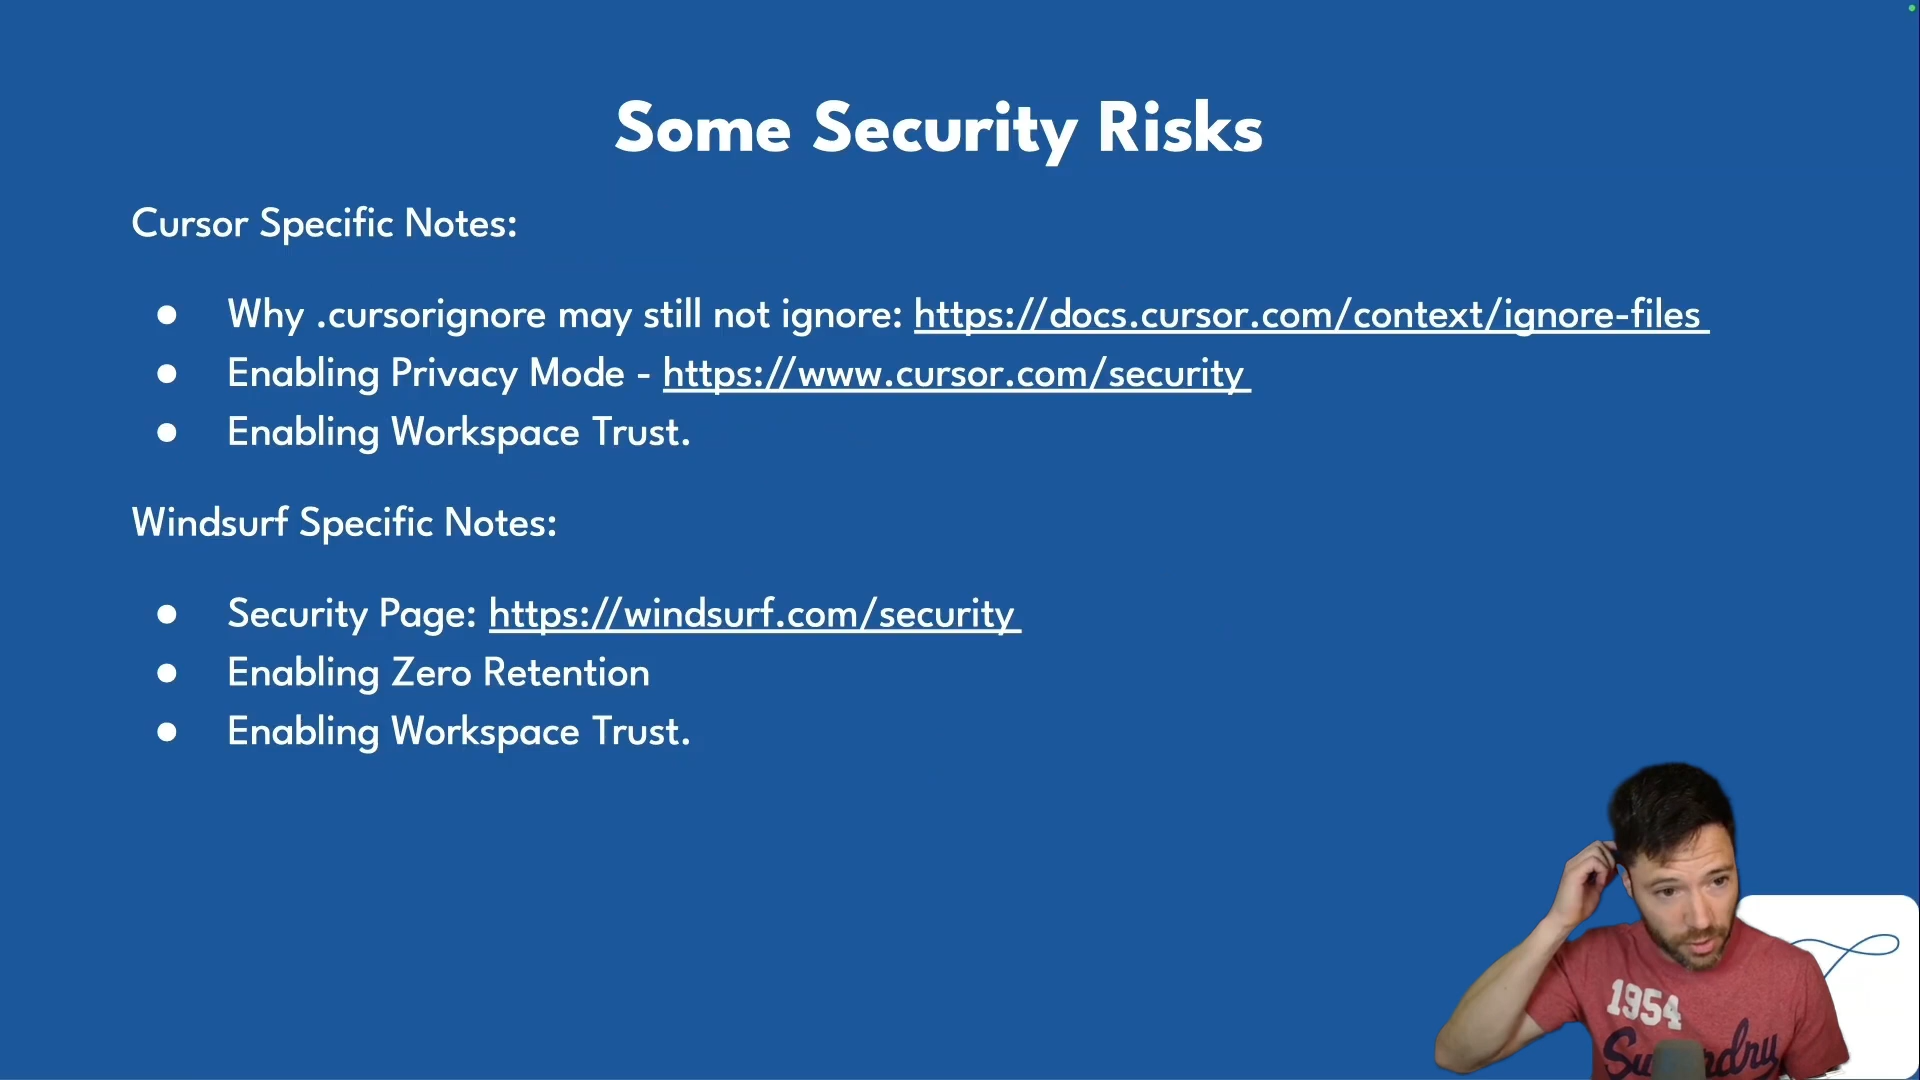 Some Security Risks
Cursor Specific Notes:
● Why .cursorignore may still not ignore: https://docs.cursor.com/context/ignore-files
● Enabling Privacy Mode - https://www.cursor.com/security
● Enabling Workspace Trust.
Windsurf Specific Notes:
● Security Page: https://windsurf.com/security
● Enabling Zero Retention
● Enabling Workspace Trust.
1954